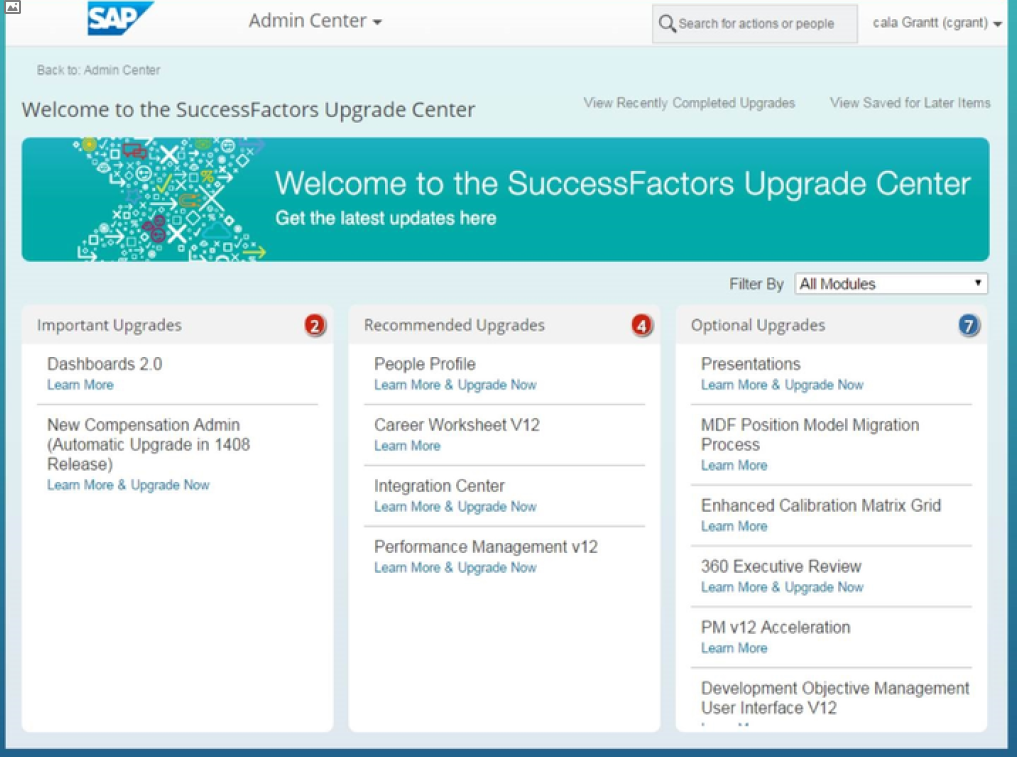 SAP
Admin Center
Search for actions or people
cala Grantt (cgrant)
Back to: Admin Center
Welcome to the SuccessFactors Upgrade Center
View Recently Completed Upgrades
View Saved for Later Items
Welcome to the SuccessFactors Upgrade Center
Get the latest updates here
Filter By
All Modules
Important Upgrades
2
Dashboards 2.0
Learn More
New Compensation Admin
(Automatic Upgrade in 1408
Release)
Learn More & Upgrade Now
Recommended Upgrades
4
People Profile
Learn More & Upgrade Now
Career Worksheet V12
Learn More
Integration Center
Learn More & Upgrade Now
Performance Management v12
Learn More & Upgrade Now
Optional Upgrades
7
Presentations
Learn More & Upgrade Now
MDF Position Model Migration
Process
Learn More
Enhanced Calibration Matrix Grid
Learn More
360 Executive Review
Learn More & Upgrade Now
PM v12 Acceleration
Learn More
Development Objective Management
User Interface V12